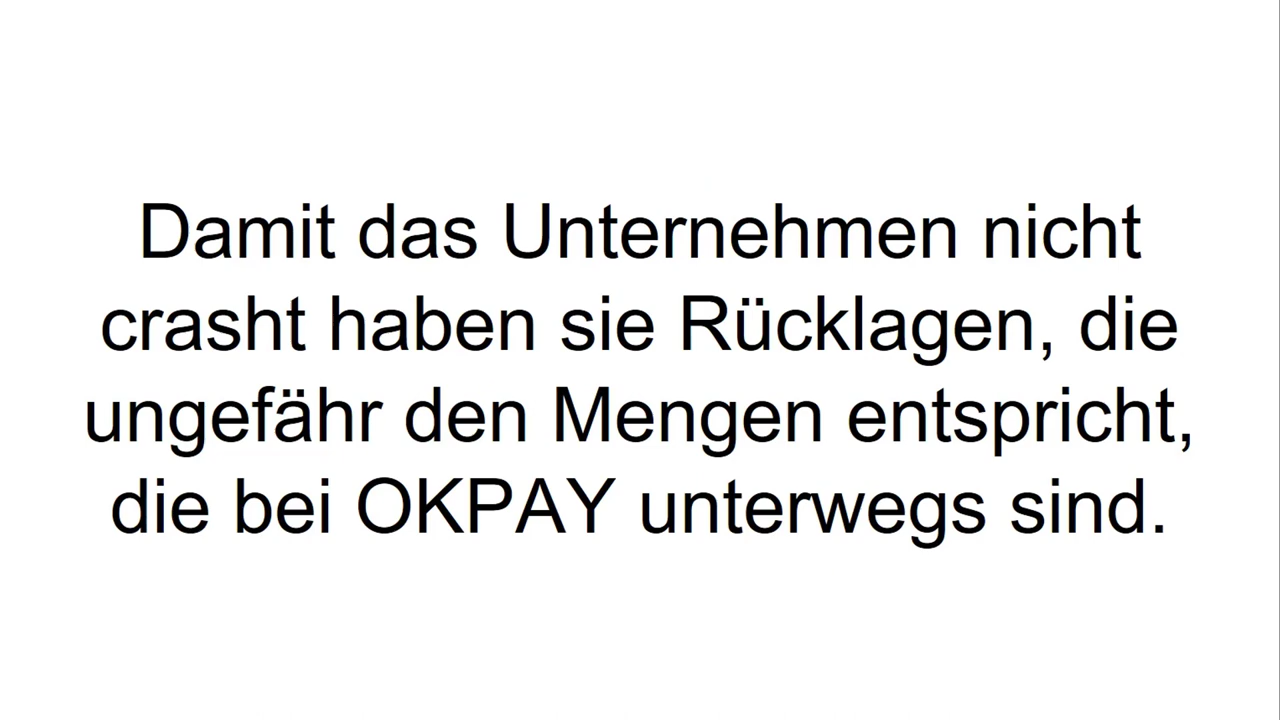 Damit das Unternehmen nicht
crasht haben sie Rücklagen, die
ungefähr den Mengen entspricht,
die bei OKPAY unterwegs sind.